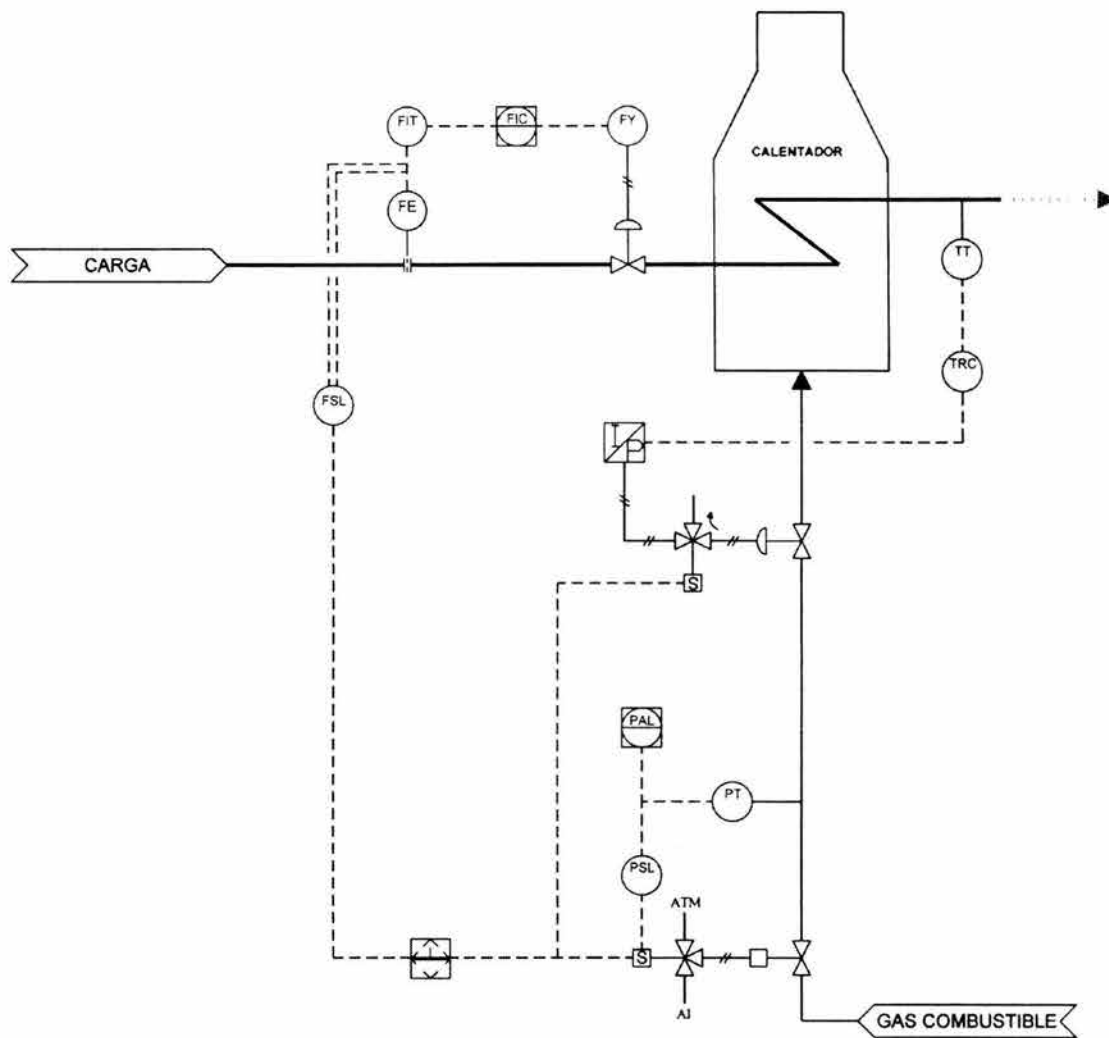 FIT
FIC
FY
CALENTADOR
FE
CARGA
TT
TRC
FSL
I
P
S
PAL
PT
PSL
ATM
I
S
AI
GAS COMBUSTIBLE